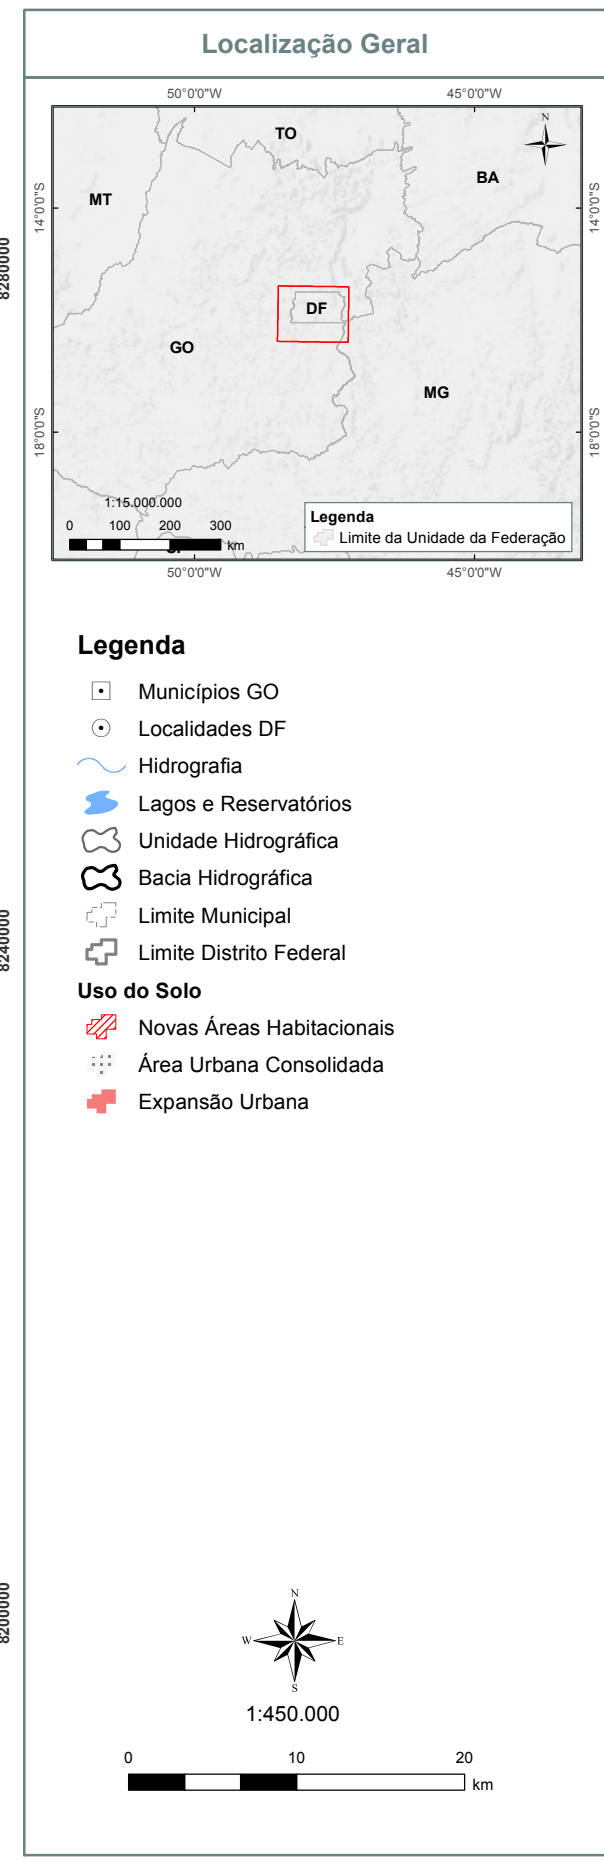 Localização Geral
50°0'0"W 45°0'0"W
N
TO
BA
MT
14°0'0"S 14°0'0"S
8280000
DF
GO
MG
18°0'0"S 18°0'0"S
1:15.000.000
0 100 200 300
km
Legenda
Limite da Unidade da Federação
50°0'0"W 45°0'0"W
Legenda
Municípios GO
Localidades DF
Hidrografia
Lagos e Reservatórios
Unidade Hidrográfica
Bacia Hidrográfica
8240000
Limite Municipal
Limite Distrito Federal
Uso do Solo
Novas Áreas Habitacionais
Área Urbana Consolidada
Expansão Urbana
8200000
N
W E
S
1:450.000
0 10 20
km